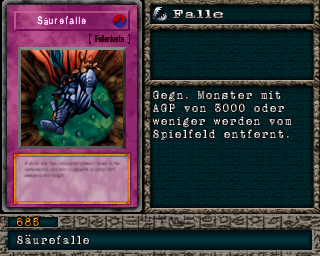 Säurefalle
[ Fallenkarte ]
Falle
Gegn. Monster mit
AGP von 3000 oder
weniger werden vom
Spielfeld entfernt.
685
Säurefalle